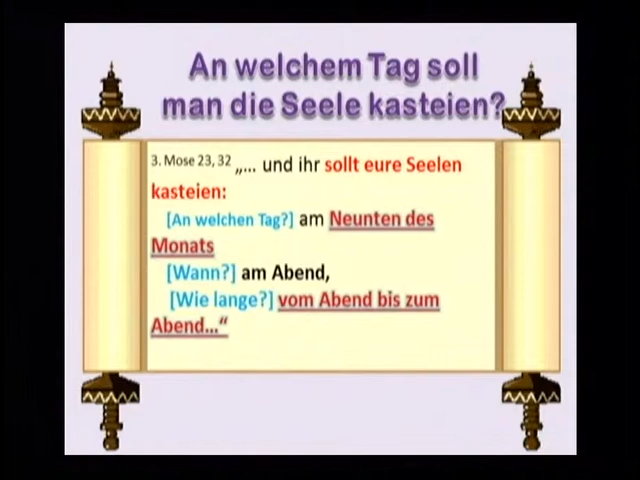 An welchem Tag soll
man die Seele kasteien?
3. Mose 23, 32 „... und ihr sollt eure Seelen
kasteien:
[An welchen Tag?] am Neunten des
Monats
[Wann?] am Abend,
[Wie lange?] vom Abend bis zum
Abend...“